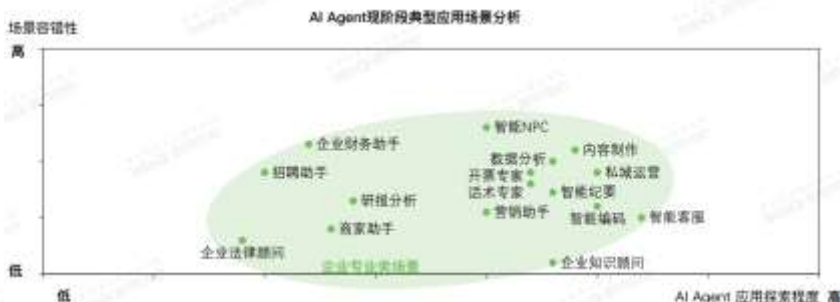 AI Agent现阶段典型应用场景分析
场景容错性
高
智能NPC
企业财务助手
内容制作
数据分析
招聘助手
开票专家
私域运营
话术专家
智能纪要
研报分析
营销助手
智能编码
智能客服
商家助手
企业法律顾问
企业专业类场景
企业知识顾问
低
低
AI Agent 应用探索程度 高